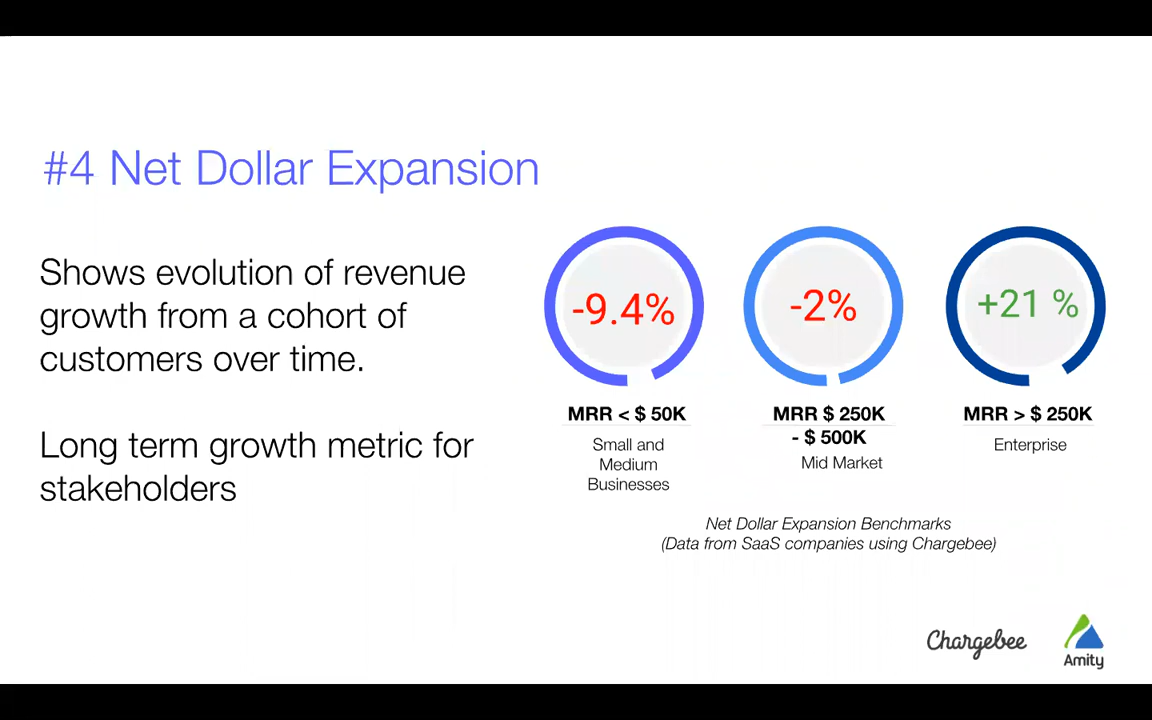 #4 Net Dollar Expansion
Shows evolution of revenue
growth from a cohort of
customers over time.
Long term growth metric for
stakeholders
-9.4%
MRR < $ 50K
Small and
Medium
Businesses
-2%
MRR $ 250K
- $ 500K
Mid Market
+21 %
MRR > $ 250K
Enterprise
Net Dollar Expansion Benchmarks
(Data from SaaS companies using Chargebee)
Chargebee
Amity